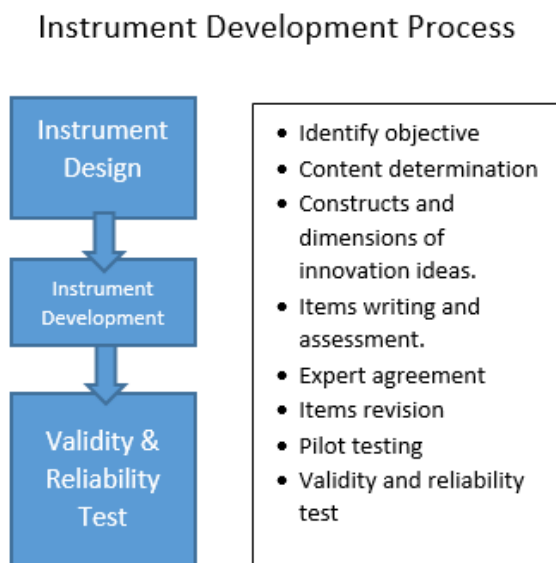 Instrument Development Process
Instrument
Design
Instrument
Development
Validity &
Reliability
Test
• Identify objective
• Content determination
• Constructs and
dimensions of
innovation ideas.
• Items writing and
assessment.
• Expert agreement
• Items revision
• Pilot testing
• Validity and reliability
test